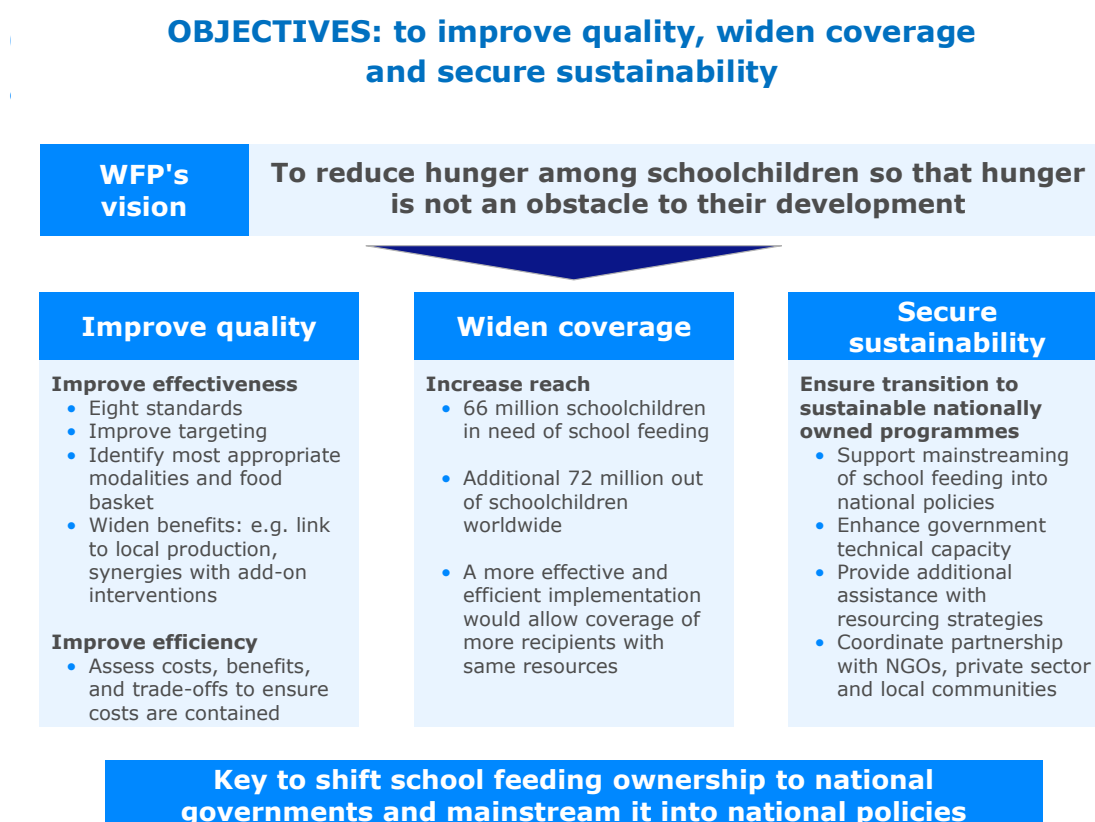 OBJECTIVES: to improve quality, widen coverage
and secure sustainability
WFP's
vision
To reduce hunger among schoolchildren so that hunger
is not an obstacle to their development
Improve quality
Improve effectiveness
• Eight standards
• Improve targeting
• Identify most appropriate
modalities and food
basket
• Widen benefits: e.g. link
to local production,
synergies with add-on
interventions
Improve efficiency
• Assess costs, benefits,
and trade-offs to ensure
costs are contained
Widen coverage
Increase reach
• 66 million schoolchildren
in need of school feeding
• Additional 72 million out
of schoolchildren
worldwide
• A more effective and
efficient implementation
would allow coverage of
more recipients with
same resources
Secure
sustainability
Ensure transition to
sustainable nationally
owned programmes
• Support mainstreaming
of school feeding into
national policies
• Enhance government
technical capacity
• Provide additional
assistance with
resourcing strategies
• Coordinate partnership
with NGOs, private sector
and local communities
Key to shift school feeding ownership to national
governments and mainstream it into national policies